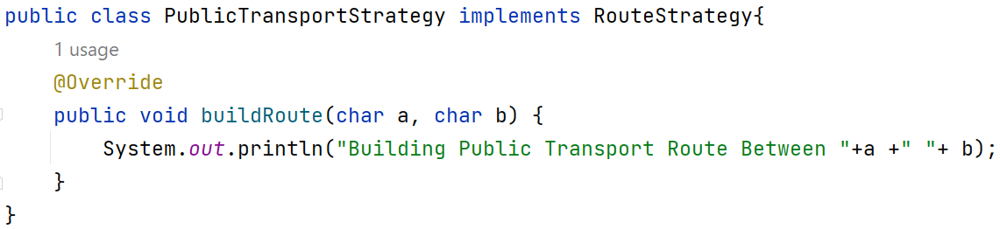 public class PublicTransportStrategy implements RouteStrategy{
1 usage
@Override
public void buildRoute(char a, char b) {
System.out.println("Building Public Transport Route Between "+a +" "+ b);
}
}